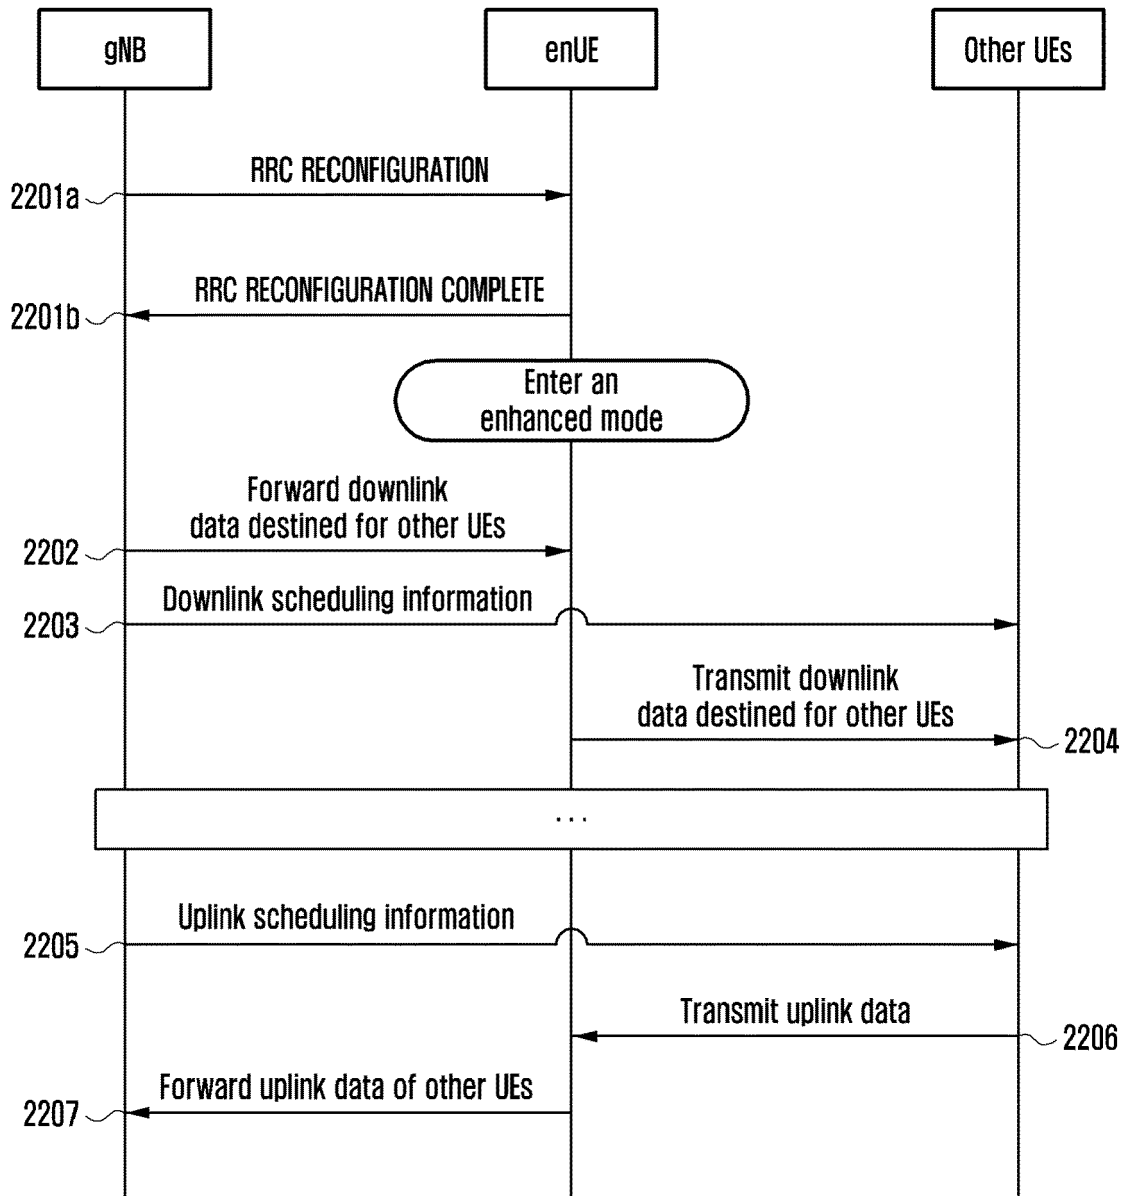 gNB
enUE
Other UEs
RRC RECONFIGURATION
2201a
RRC RECONFIGURATION COMPLETE
2201b
Enter an
enhanced mode
Forward downlink
data destined for other UEs
2202
Downlink scheduling information
2203
Transmit downlink
data destined for other UEs
2204
...
Uplink scheduling information
2205
Transmit uplink data
2206
Forward uplink data of other UEs
2207